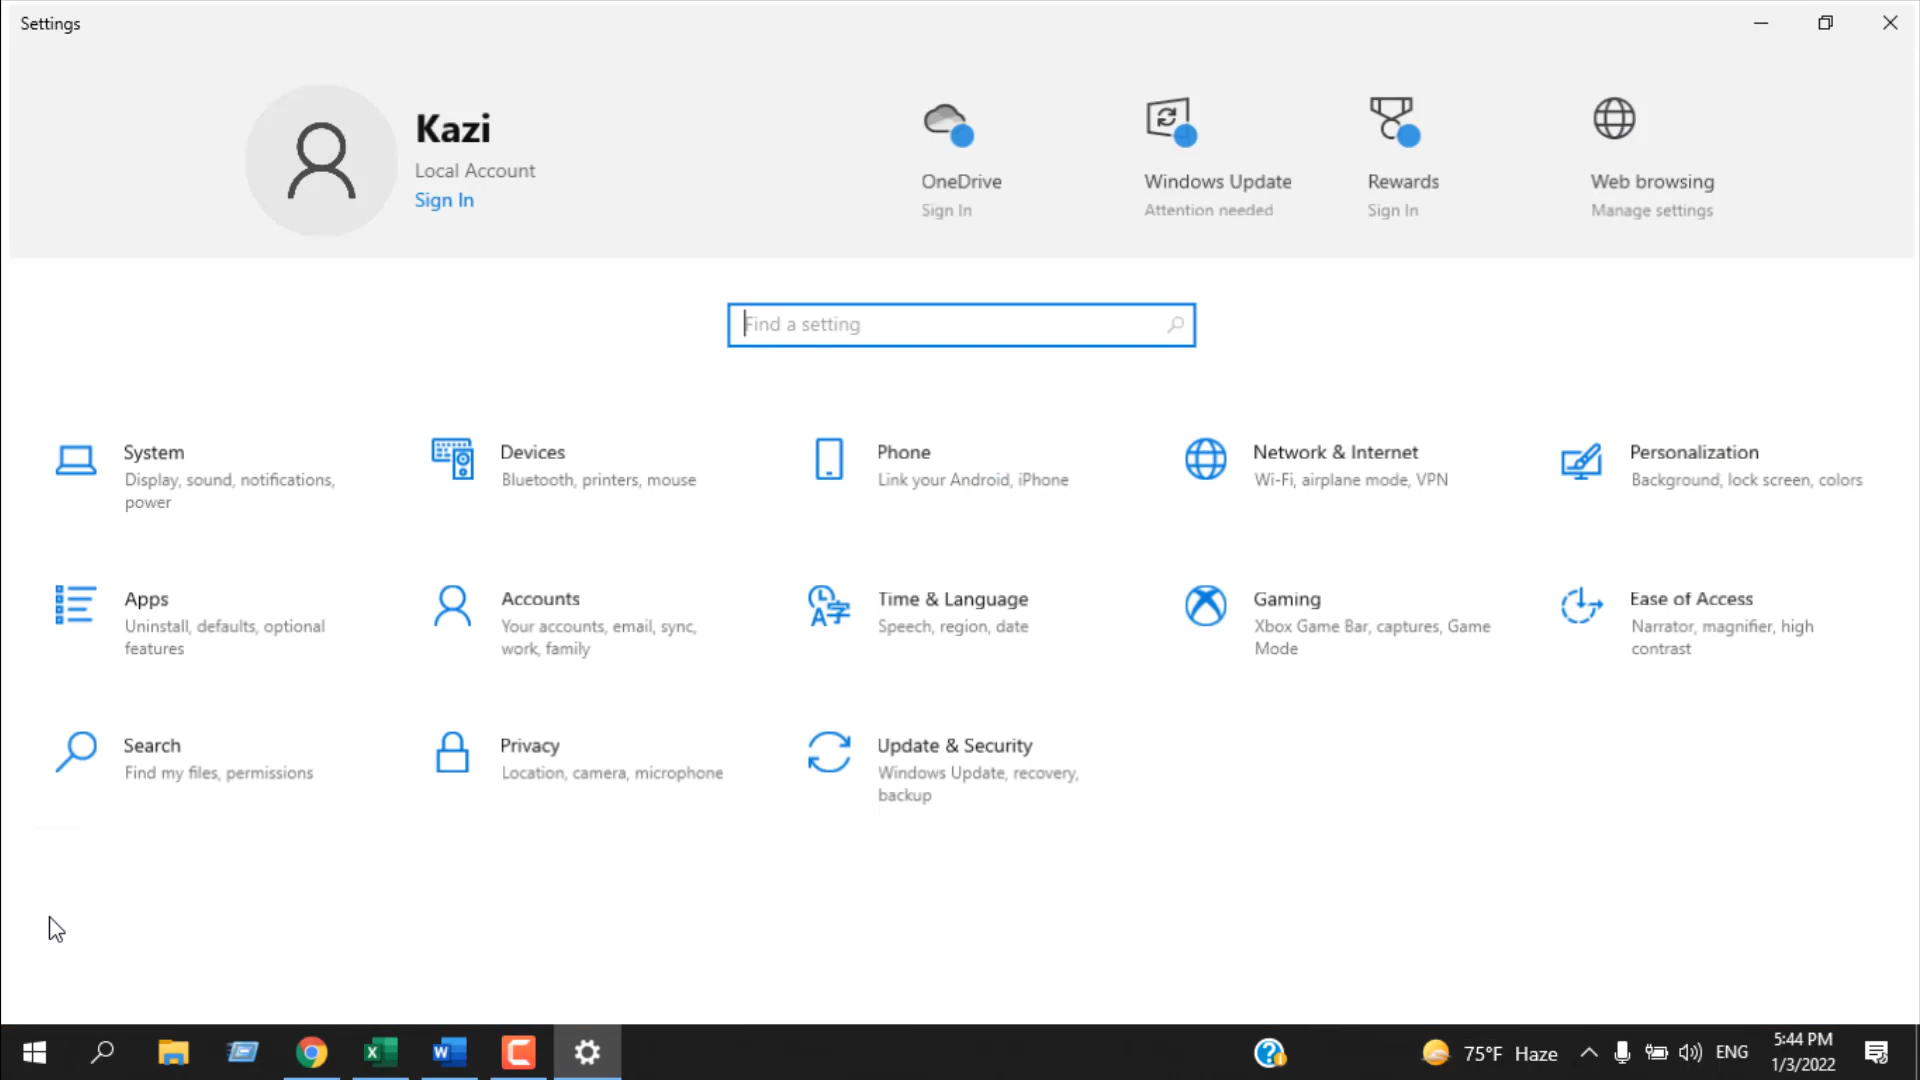 Settings
Kazi
Local Account
Sign In
OneDrive
Sign In
Windows Update
Attention needed
Rewards
Sign In
Web browsing
Manage settings
Find a setting
System
Display, sound, notifications,
power
Devices
Bluetooth, printers, mouse
Phone
Link your Android, iPhone
Network & Internet
Wi-Fi, airplane mode, VPN
Personalization
Background, lock screen, colors
Apps
Uninstall, defaults, optional
features
Accounts
Your accounts, email, sync,
work, family
Time & Language
Speech, region, date
Gaming
Xbox Game Bar, captures, Game
Mode
Ease of Access
Narrator, magnifier, high
contrast
Search
Find my files, permissions
Privacy
Location, camera, microphone
Update & Security
Windows Update, recovery,
backup
75°F Haze
ENG
5:44 PM
1/3/2022